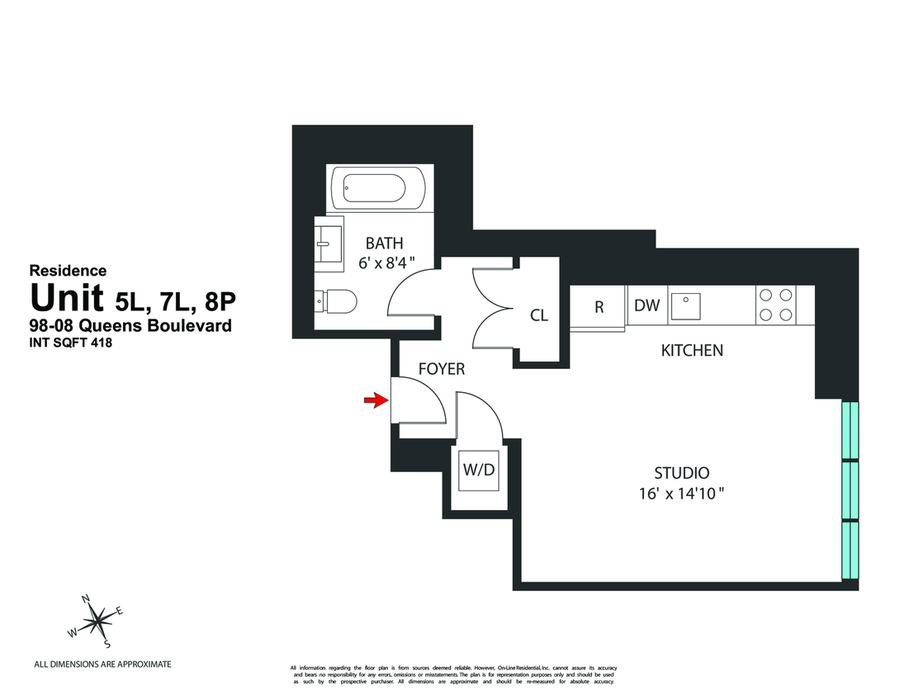 Residence
Unit 5L, 7L, 8P
98-08 Queens Boulevard
INT SQFT 418
BATH
6' x 8'4"
CL
R
DW
KITCHEN
FOYER
W/D
STUDIO
16' x 14'10"
N
E
W
S
ALL DIMENSIONS ARE APPROXIMATE
All information regarding the floor plan is from sources deemed reliable. However, On-Line Residential, Inc. cannot assure its accuracy
and bears no responsibility for any errors, omissions or misstatements. The plan is for representation purposes only and should be used
as such by the prospective purchaser. All dimensions are approximate and should be re-measured for absolute accuracy.